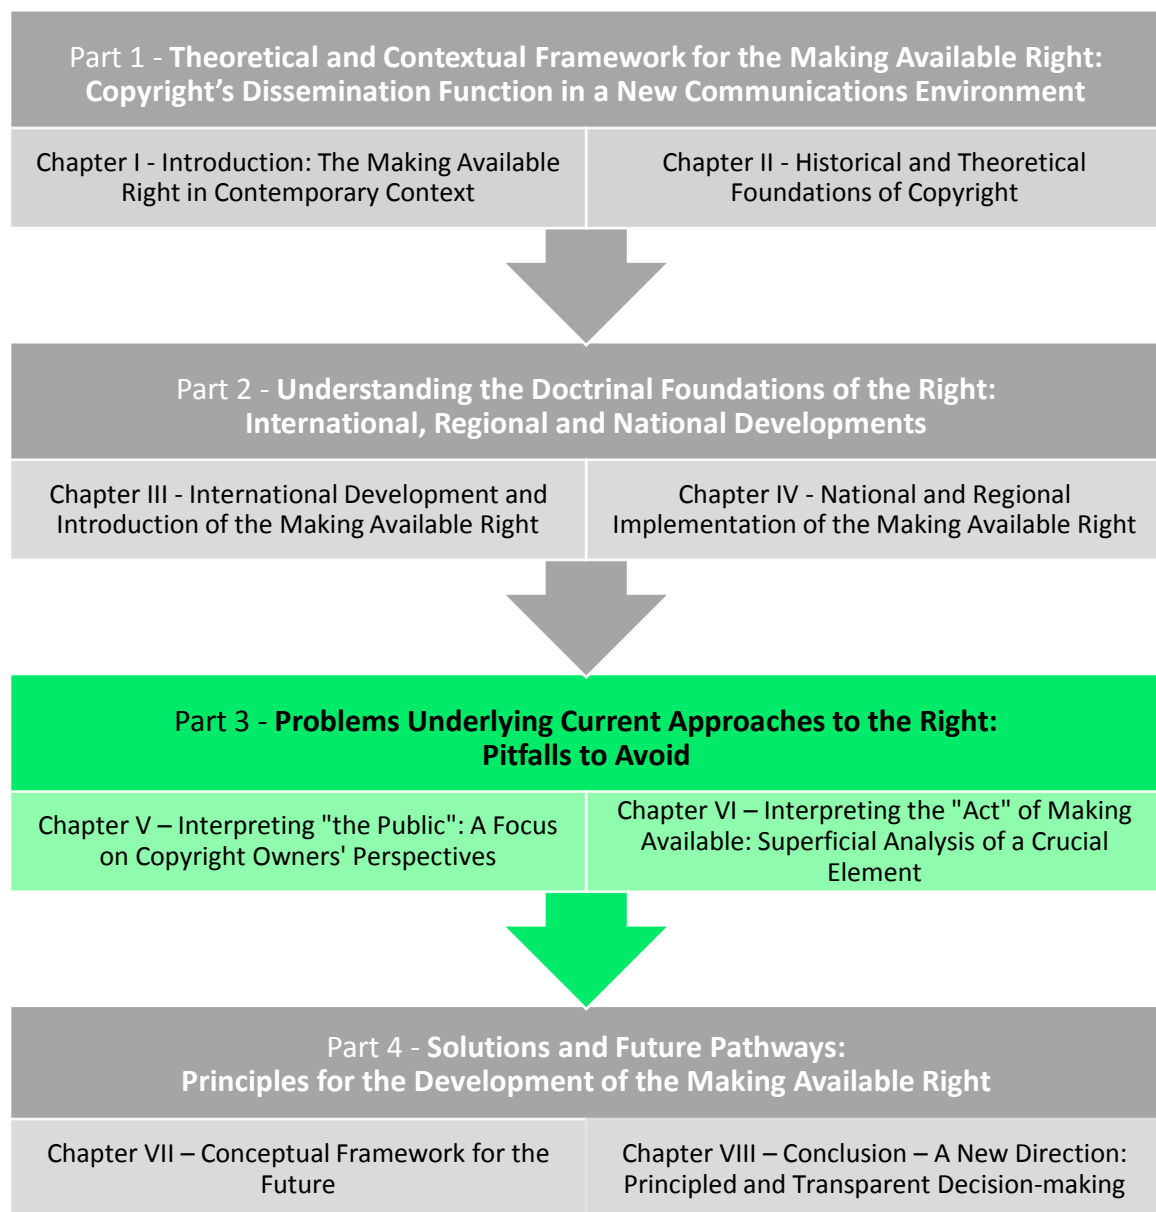 Part 1 - Theoretical and Contextual Framework for the Making Available Right:
Copyright’s Dissemination Function in a New Communications Environment
Chapter I - Introduction: The Making Available
Right in Contemporary Context
Chapter II - Historical and Theoretical
Foundations of Copyright
Part 2 - Understanding the Doctrinal Foundations of the Right:
International, Regional and National Developments
Chapter III - International Development and
Introduction of the Making Available Right
Chapter IV - National and Regional
Implementation of the Making Available Right
Part 3 - Problems Underlying Current Approaches to the Right:
Pitfalls to Avoid
Chapter V – Interpreting "the Public": A Focus
on Copyright Owners' Perspectives
Chapter VI – Interpreting the "Act" of Making
Available: Superficial Analysis of a Crucial
Element
Part 4 - Solutions and Future Pathways:
Principles for the Development of the Making Available Right
Chapter VII – Conceptual Framework for the
Future
Chapter VIII – Conclusion – A New Direction:
Principled and Transparent Decision-making